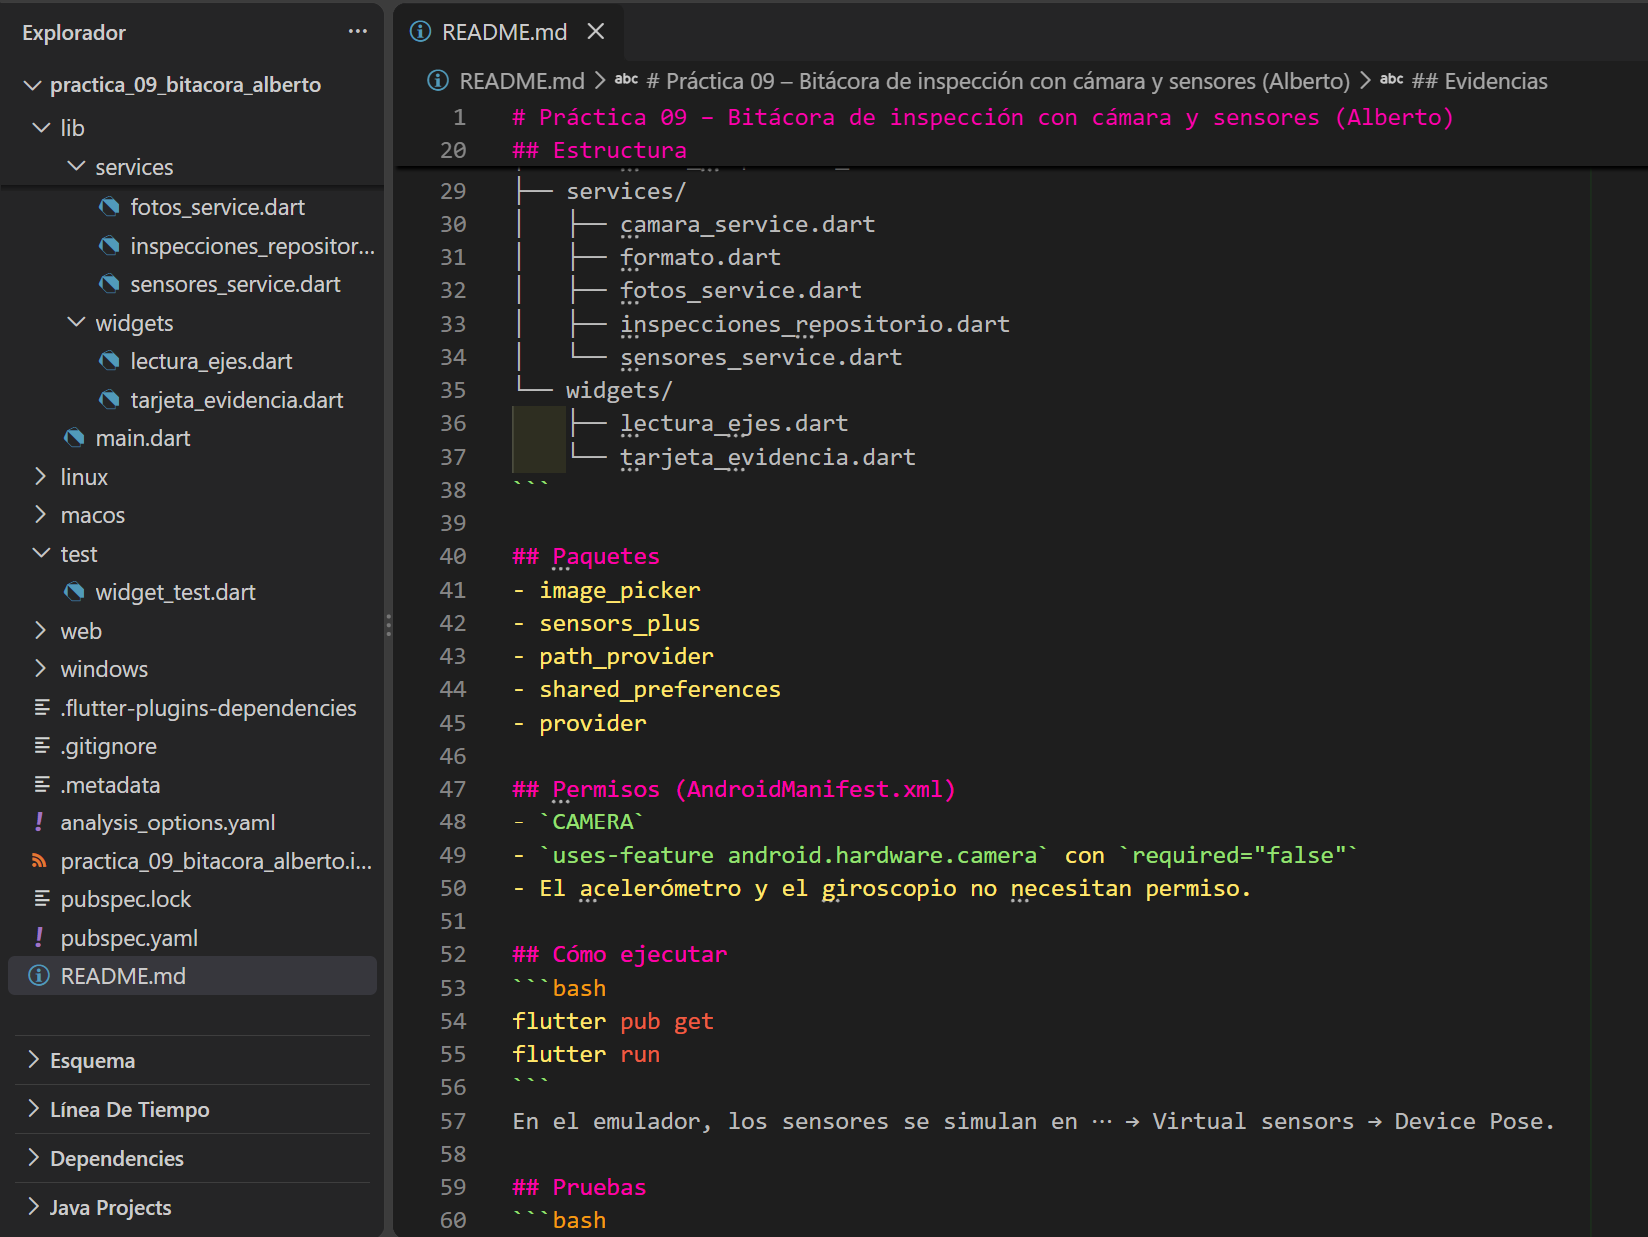 Explorador
···
practica_09_bitacora_alberto
lib
services
fotos_service.dart
inspecciones_repositor...
sensores_service.dart
widgets
lectura_ejes.dart
tarjeta_evidencia.dart
main.dart
linux
macos
test
widget_test.dart
web
windows
.flutter-plugins-dependencies
.gitignore
.metadata
! analysis_options.yaml
practica_09_bitacora_alberto.i...
pubspec.lock
! pubspec.yaml
README.md
Esquema
Línea De Tiempo
Dependencies
Java Projects
README.md
README.md > abc # Práctica 09 – Bitácora de inspección con cámara y sensores (Alberto) > abc ## Evidencias
1 # Práctica 09 – Bitácora de inspección con cámara y sensores (Alberto)
20 ## Estructura
29 ├── services/
30 │   ├── camara_service.dart
31 │   ├── formato.dart
32 │   ├── fotos_service.dart
33 │   ├── inspecciones_repositorio.dart
34 │   └── sensores_service.dart
35 └── widgets/
36     ├── lectura_ejes.dart
37     └── tarjeta_evidencia.dart
38 ```
39
40 ## Paquetes
41 - image_picker
42 - sensors_plus
43 - path_provider
44 - shared_preferences
45 - provider
46
47 ## Permisos (AndroidManifest.xml)
48 - `CAMERA`
49 - `uses-feature android.hardware.camera` con `required="false"`
50 - El acelerómetro y el giroscopio no necesitan permiso.
51
52 ## Cómo ejecutar
53 ```bash
54 flutter pub get
55 flutter run
56 ```
57 En el emulador, los sensores se simulan en ⋯ → Virtual sensors → Device Pose.
58
59 ## Pruebas
60 ```bash